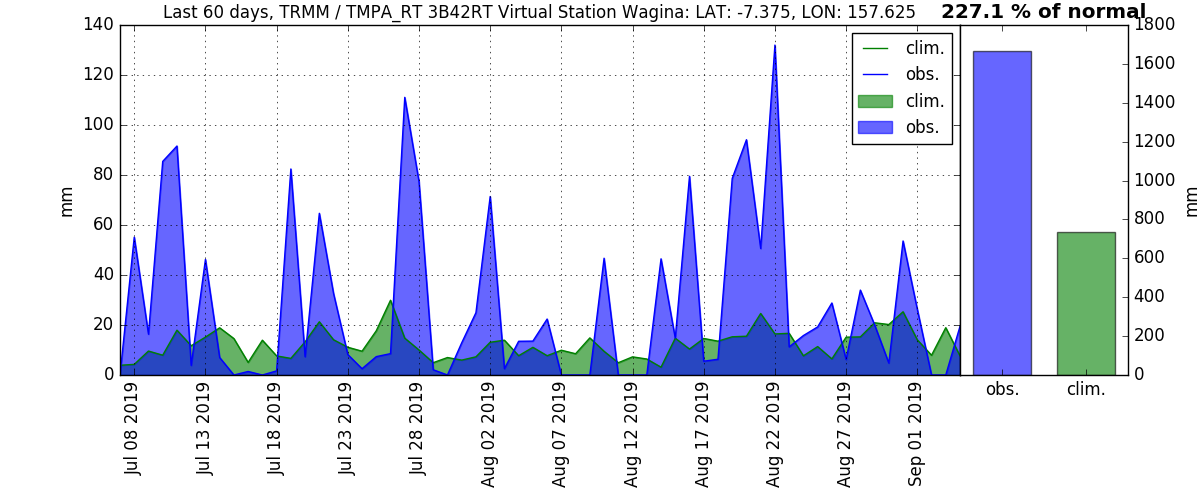 Last 60 days, TRMM / TMPA_RT 3B42RT Virtual Station Wagina: LAT: -7.375, LON: 157.625
227.1 % of normal
140
120
100
80
60
40
20
0
mm
clim.
obs.
clim.
obs.
1800
1600
1400
1200
1000
800
600
400
200
0
mm
Jul 08 2019
Jul 13 2019
Jul 18 2019
Jul 23 2019
Jul 28 2019
Aug 02 2019
Aug 07 2019
Aug 12 2019
Aug 17 2019
Aug 22 2019
Aug 27 2019
Sep 01 2019
obs.
clim.